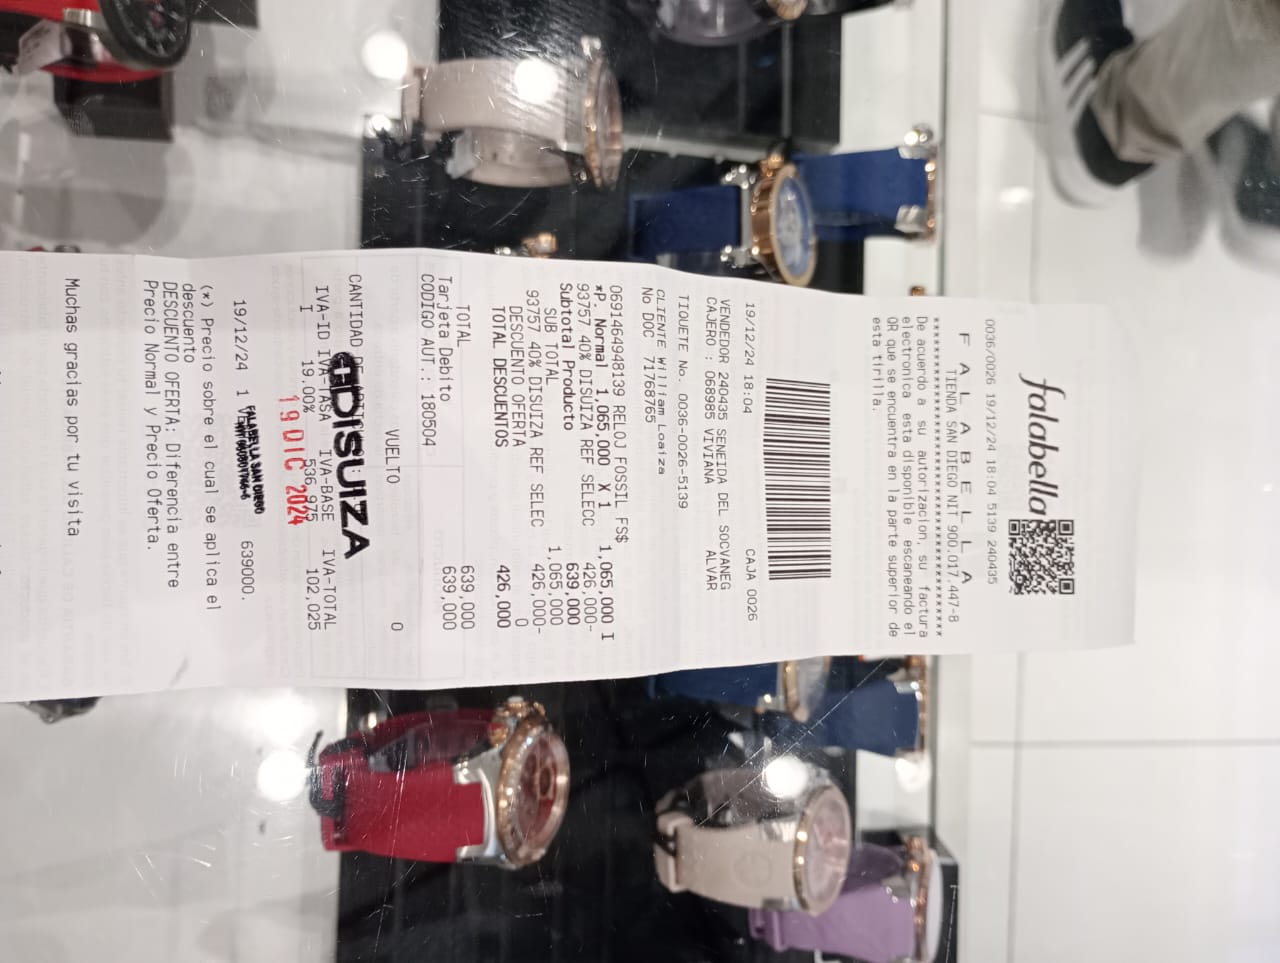 falabella
0036/0026 19/12/24 18:04 5139 240435
F A L A B E L L A
TIENDA SAN DIEGO NIT 900.017.447-8
************************************
De acuerdo a su autorizacion, su factura
electronica esta disponible escaneando el
QR que se encuentra en la parte superior de
esta tirilla.
19/12/24 18:04 CAJA 0026
VENDEDOR 240435 SENEIDA DEL SOCVANEG
CAJERO : 068985 VIVIANA ALVAR
TIQUETE No. 0036-0026-5139
CLIENTE William Loaiza
No DOC 71768765
0691464948139 RELOJ FOSSIL FS$
*P. Normal 1,065,000 X 1 1,065,000 I
93757 40% DISUIZA REF SELECC 426,000-
Subtotal Producto 639,000
SUB TOTAL 1,065,000
93757 40% DISUIZA REF SELEC 426,000-
DESCUENTO OFERTA 0
TOTAL DESCUENTOS 426,000
TOTAL 639,000
Tarjeta Debito 639,000
CODIGO AUT.: 180504
VUELTO 0
CANTIDAD
DISUIZA
IVA-ID IVA-TASA IVA-BASE IVA-TOTAL
I 19.00% 536,975 102,025
19 DIC 2024
19/12/24 1 639000.
FALABELLA SAN DIEGO
(*) Precio sobre el cual se aplica el
descuento
DESCUENTO OFERTA: Diferencia entre
Precio Normal y Precio Oferta.
Muchas gracias por tu visita